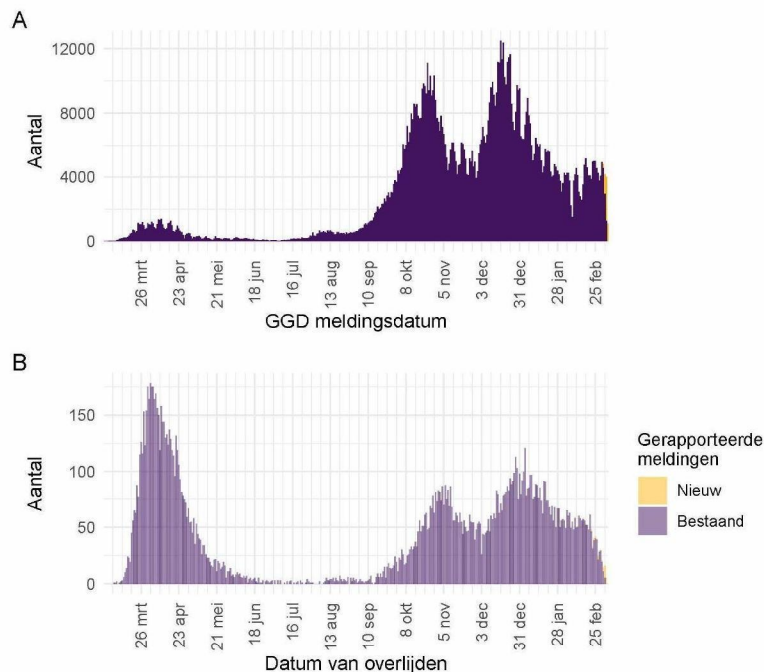 A
12000
8000
4000
0
Aantal
26 mrt
23 apr
21 mei
18 jun
16 jul
13 aug
10 sep
8 okt
5 nov
3 dec
31 dec
28 jan
25 feb
GGD meldingsdatum
B
150
100
50
0
Aantal
26 mrt
23 apr
21 mei
18 jun
16 jul
13 aug
10 sep
8 okt
5 nov
3 dec
31 dec
28 jan
25 feb
Datum van overlijden
Gerapporteerde
meldingen
Nieuw
Bestaand